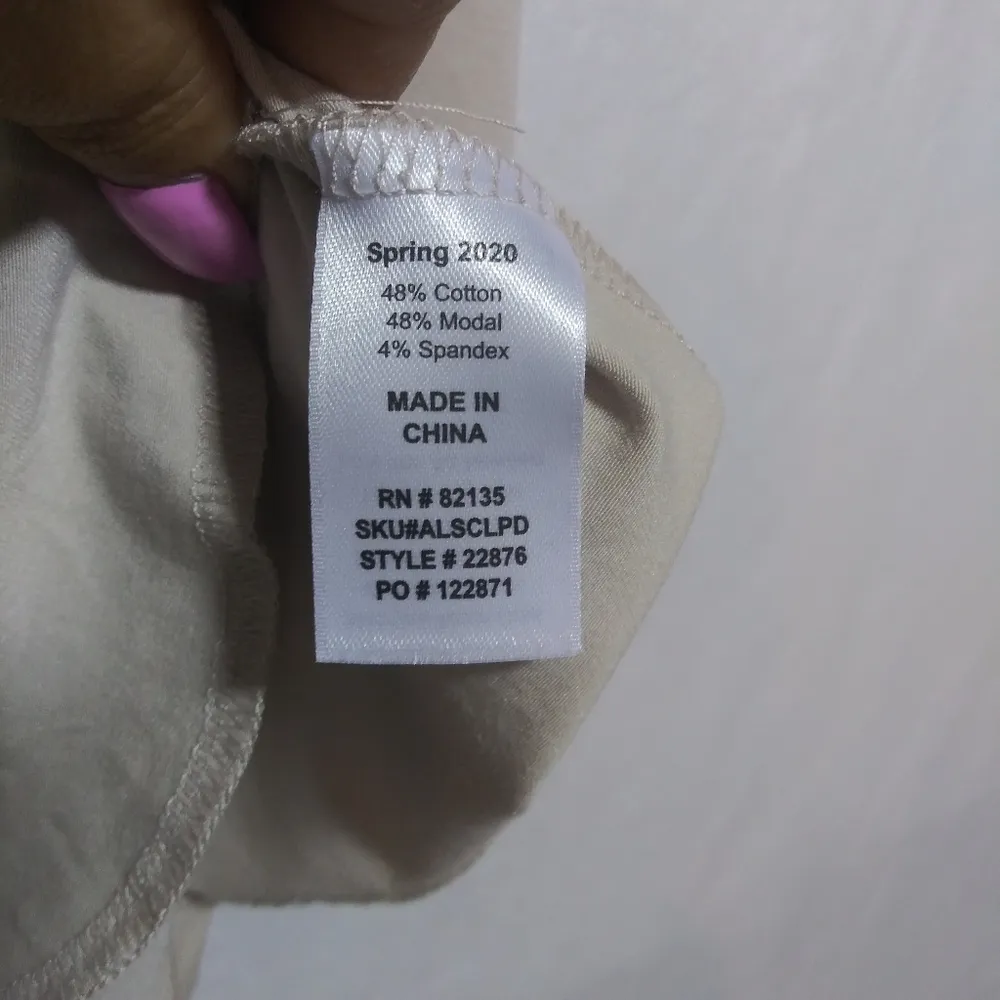 Spring 2020
48% Cotton
48% Modal
4% Spandex
MADE IN
CHINA
RN # 82135
SKU#ALSCLPD
STYLE # 22876
PO # 122871